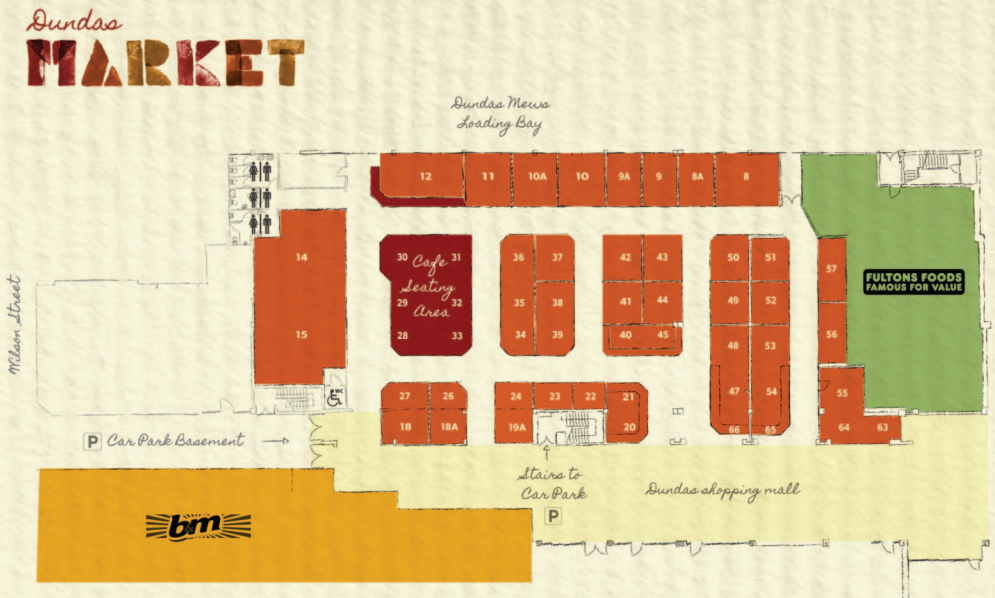 Dundas
MARKET
Dundas Mews
Loading Bay
12
11
10A
10
9A
9
8A
8
14
15
30
31
Cafe
Seating
Area
29
32
28
33
36
37
35
38
34
39
42
43
41
44
40
45
50
51
49
52
48
53
47
54
66
65
57
56
55
64
63
FULTONS FOODS
FAMOUS FOR VALUE
Wilson Street
WC
27
26
18
18A
24
23
22
21
19A
20
P Car Park Basement
Stairs to
Car Park
P
Dundas shopping mall
bm